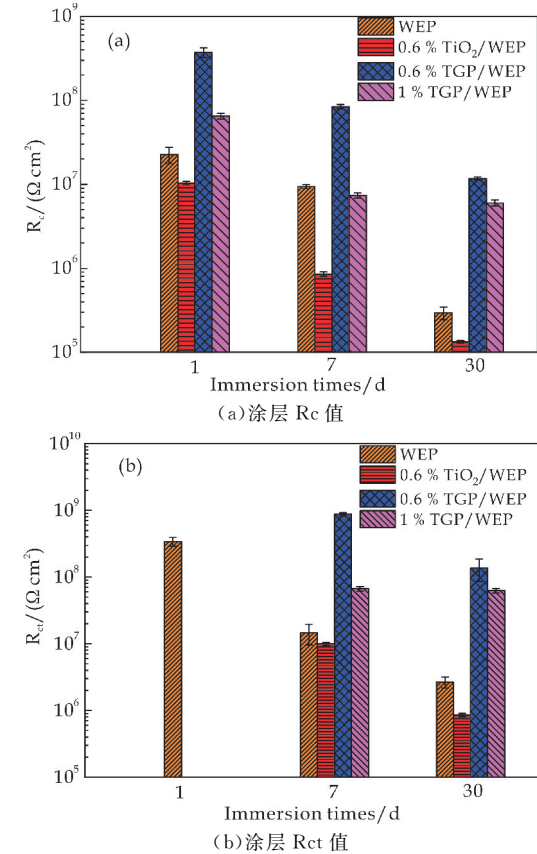 (a)
WEP
0.6 % TiO₂/WEP
0.6 % TGP/WEP
1 % TGP/WEP
10⁹
10⁸
10⁷
10⁶
10⁵
R_c/(Ω cm²)
1 7 30
Immersion times/d
(a)涂层 Rc 值
(b)
WEP
0.6 % TiO₂/WEP
0.6 % TGP/WEP
1 % TGP/WEP
10¹⁰
10⁹
10⁸
10⁷
10⁶
10⁵
R_ct/(Ω cm²)
1 7 30
Immersion times/d
(b)涂层 Rct 值